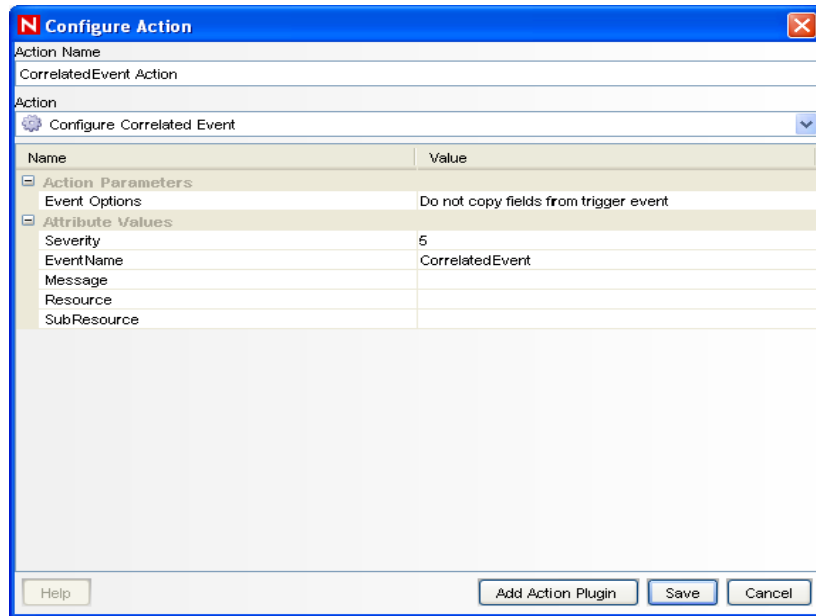 N Configure Action
Action Name
CorrelatedEvent Action
Action
Configure Correlated Event
Name Value
Action Parameters
Event Options Do not copy fields from trigger event
Attribute Values
Severity 5
EventName CorrelatedEvent
Message
Resource
SubResource
Help Add Action Plugin Save Cancel